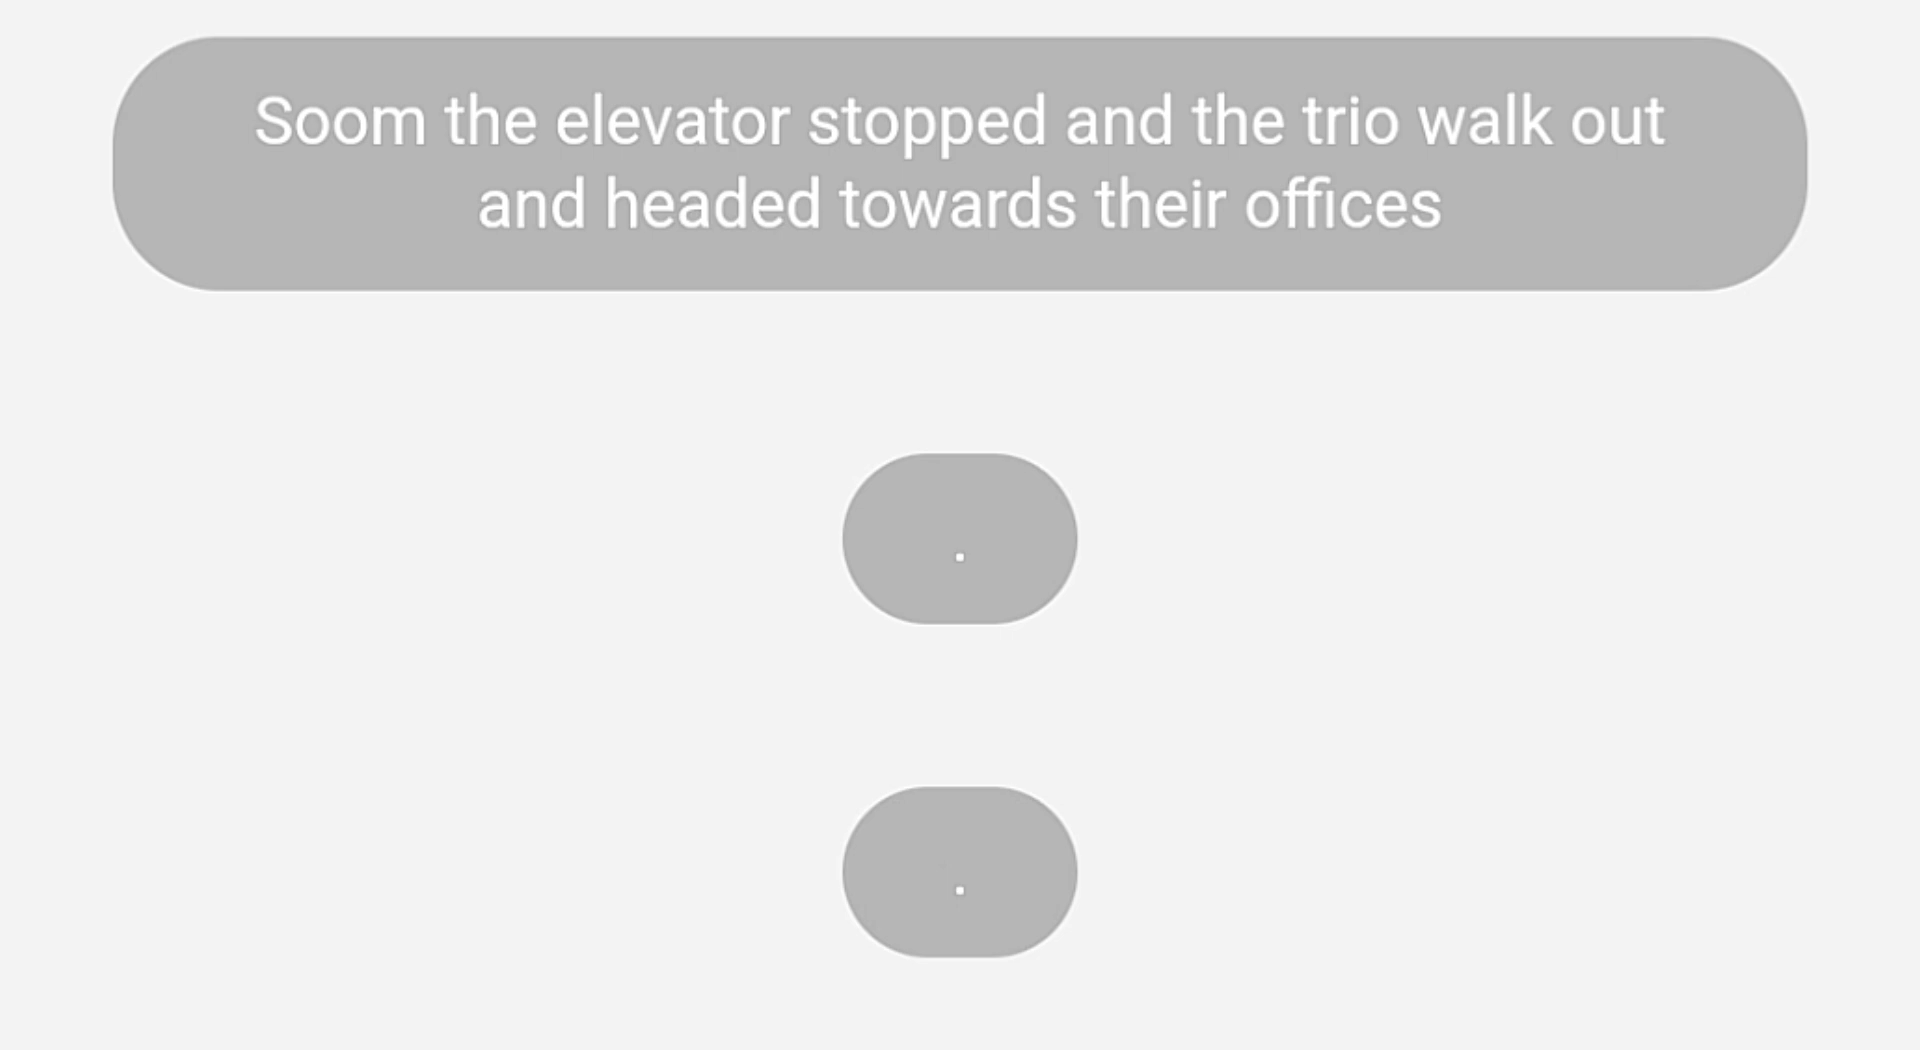 Soom the elevator stopped and the trio walk out
and headed towards their offices
.
.